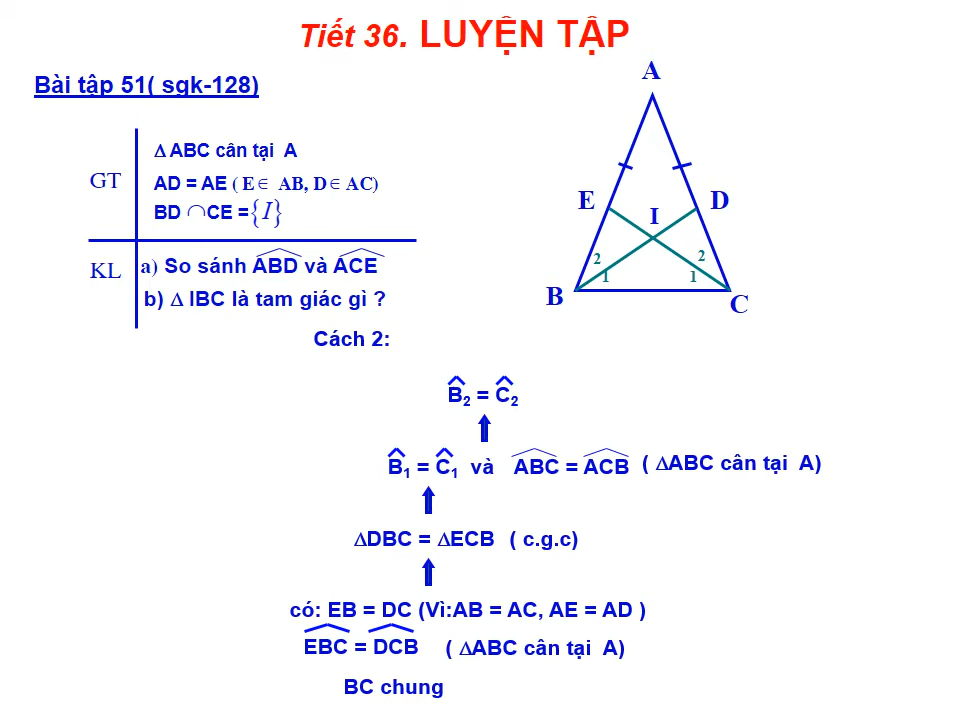 Tiết 36. LUYỆN TẬP
Bài tập 51( sgk-128)
GT
Δ ABC cân tại A
AD = AE ( E ∈ AB, D ∈ AC)
BD ∩ CE = {I}
KL
a) So sánh ABD và ACE
b) Δ IBC là tam giác gì ?
A
E
D
I
2
2
1
1
B
C
Cách 2:
B2 = C2
B1 = C1 và ABC = ACB ( ΔABC cân tại A)
ΔDBC = ΔECB ( c.g.c)
có: EB = DC (Vì:AB = AC, AE = AD )
EBC = DCB ( ΔABC cân tại A)
BC chung